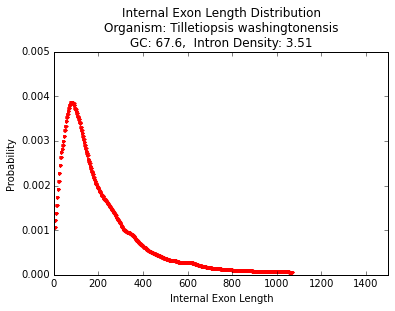 Internal Exon Length Distribution
Organism: Tilletiopsis washingtonensis
GC: 67.6,  Intron Density: 3.51
0.005
0.004
0.003
0.002
0.001
0.000
Probability
0 200 400 600 800 1000 1200 1400
Internal Exon Length